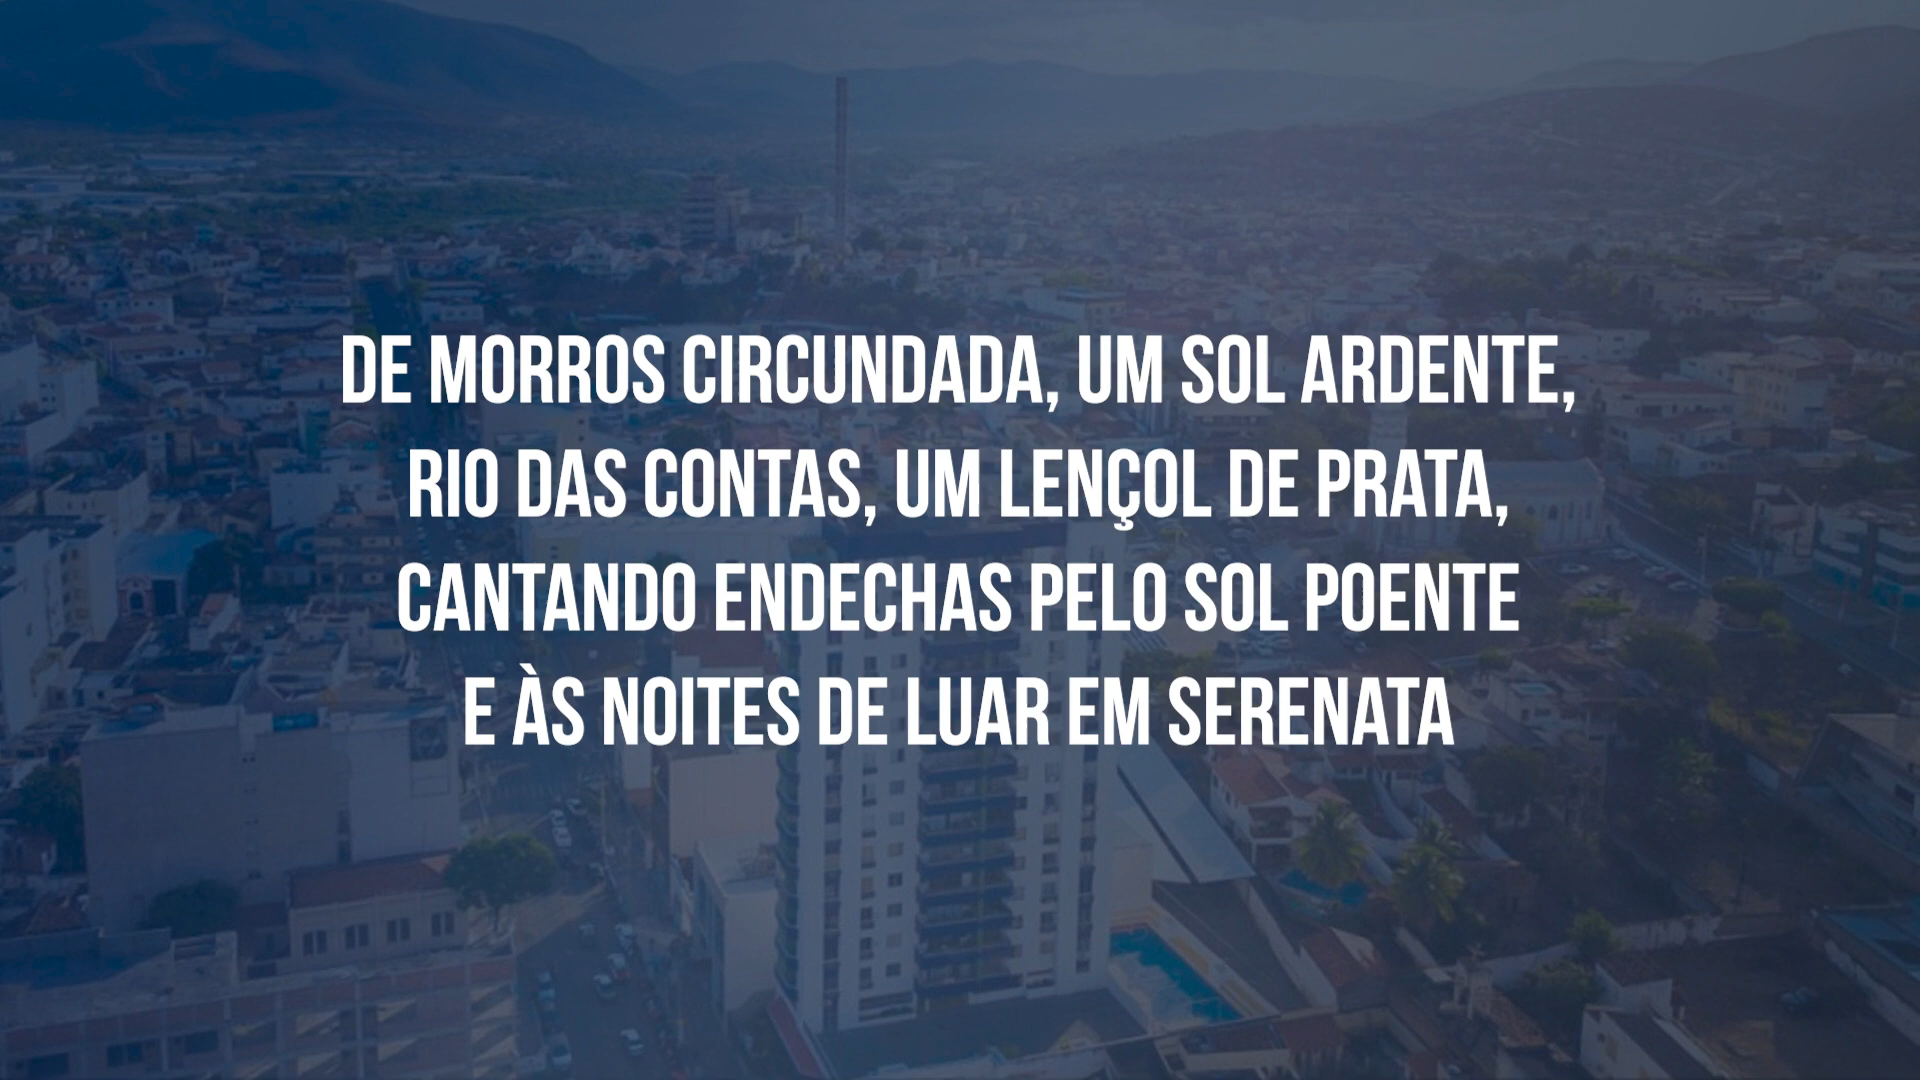 DE MORROS CIRCUNDADA, UM SOL ARDENTE,
RIO DAS CONTAS, UM LENÇOL DE PRATA,
CANTANDO ENDECHAS PELO SOL POENTE
E ÀS NOITES DE LUAR EM SERENATA